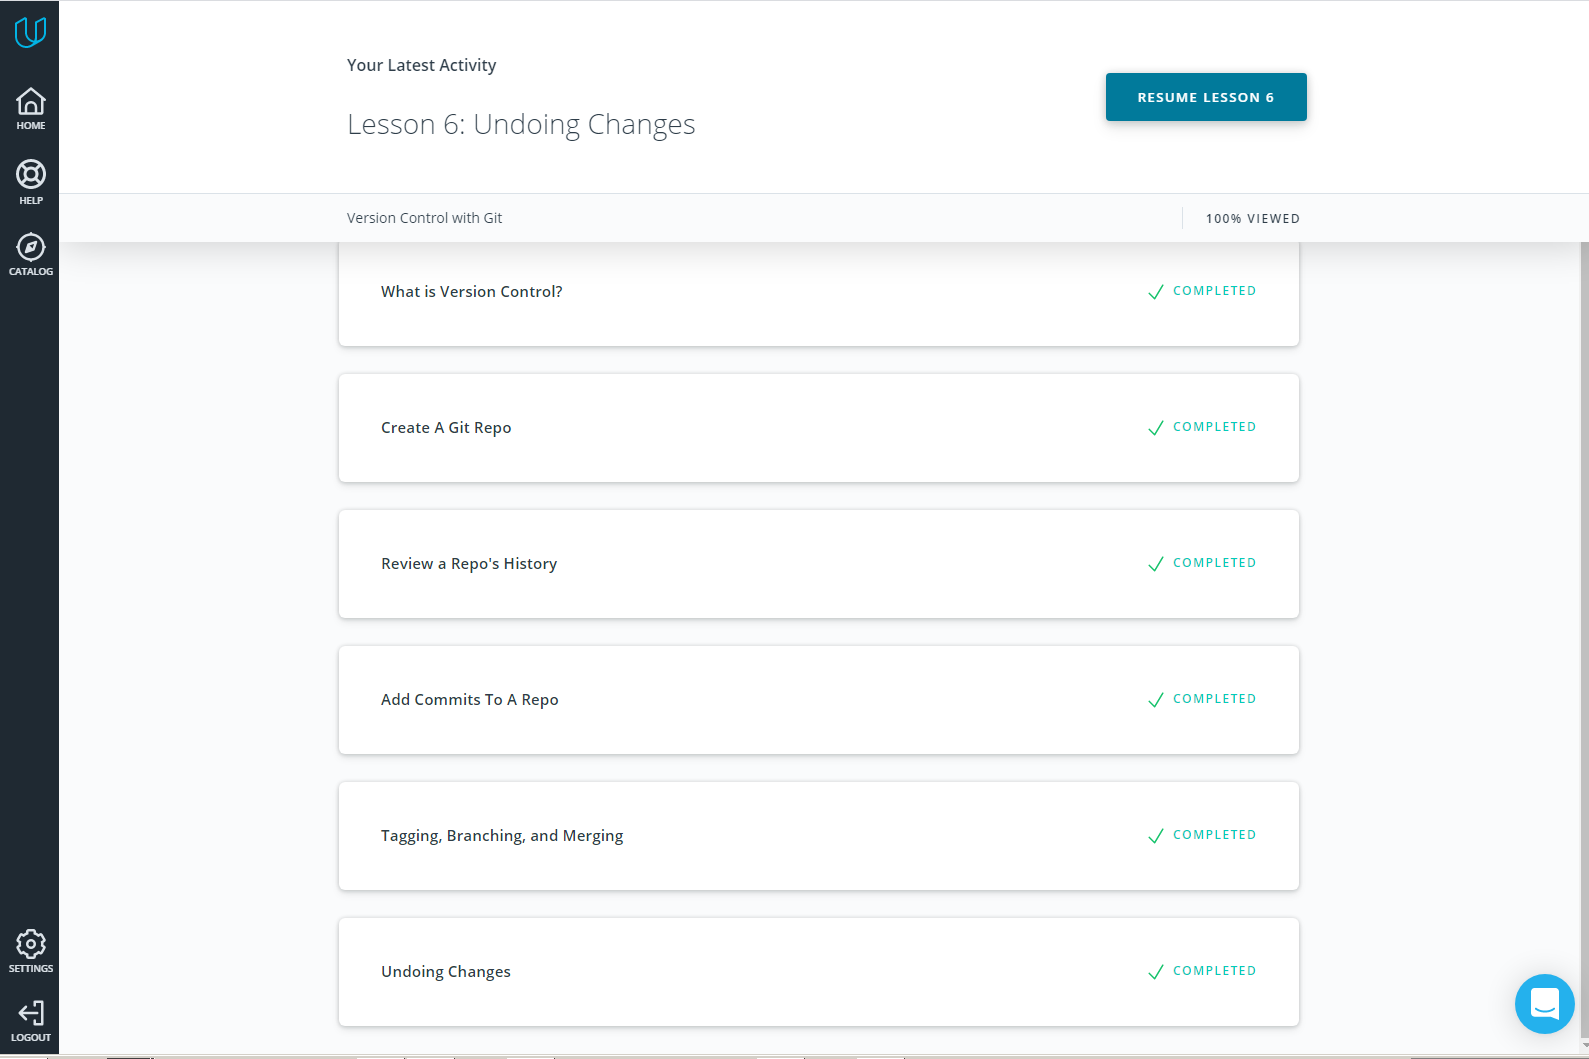 HOME
HELP
CATALOG
SETTINGS
LOGOUT
Your Latest Activity
Lesson 6: Undoing Changes
RESUME LESSON 6
Version Control with Git
100% VIEWED
What is Version Control?
COMPLETED
Create A Git Repo
COMPLETED
Review a Repo's History
COMPLETED
Add Commits To A Repo
COMPLETED
Tagging, Branching, and Merging
COMPLETED
Undoing Changes
COMPLETED